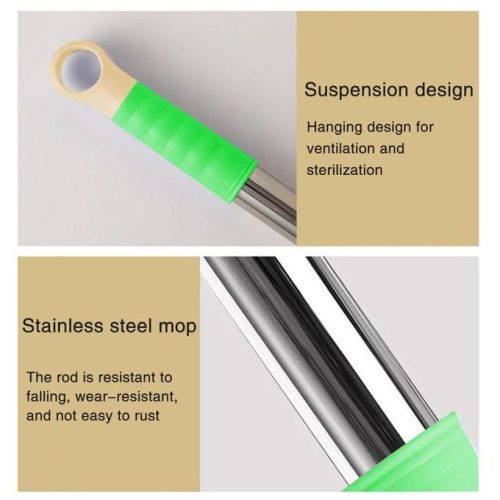 Suspension design
Hanging design for
ventilation and
sterilization
Stainless steel mop
The rod is resistant to
falling, wear–resistant,
and not easy to rust